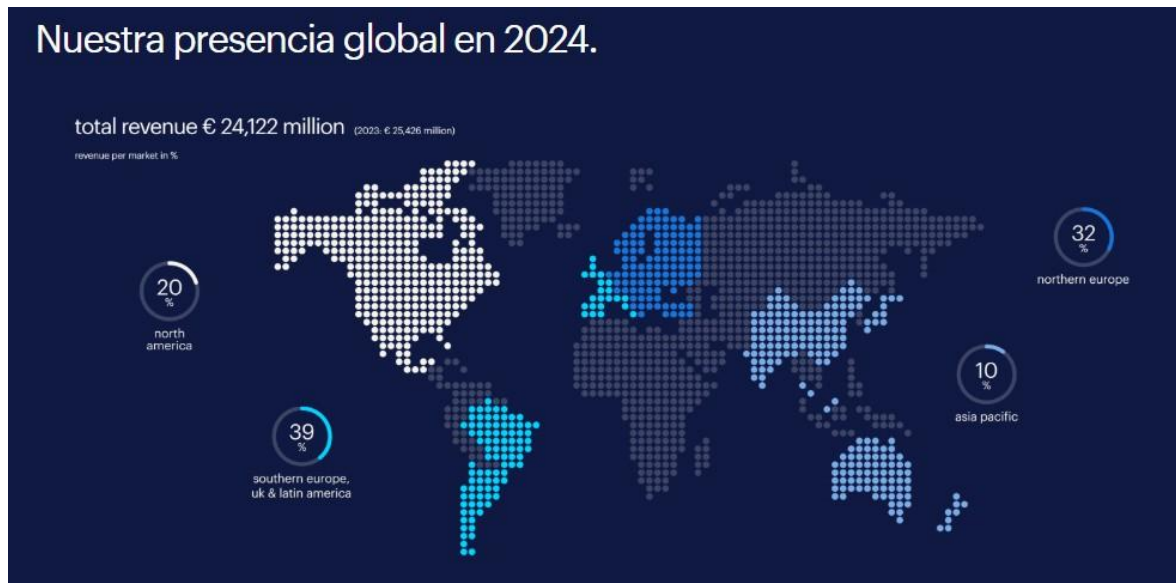 Nuestra presencia global en 2024.
total revenue € 24,122 million (2023: € 25,426 million)
revenue per market in %
32
%
northern europe
20
%
north
america
10
%
asia pacific
39
%
southern europe,
uk & latin america